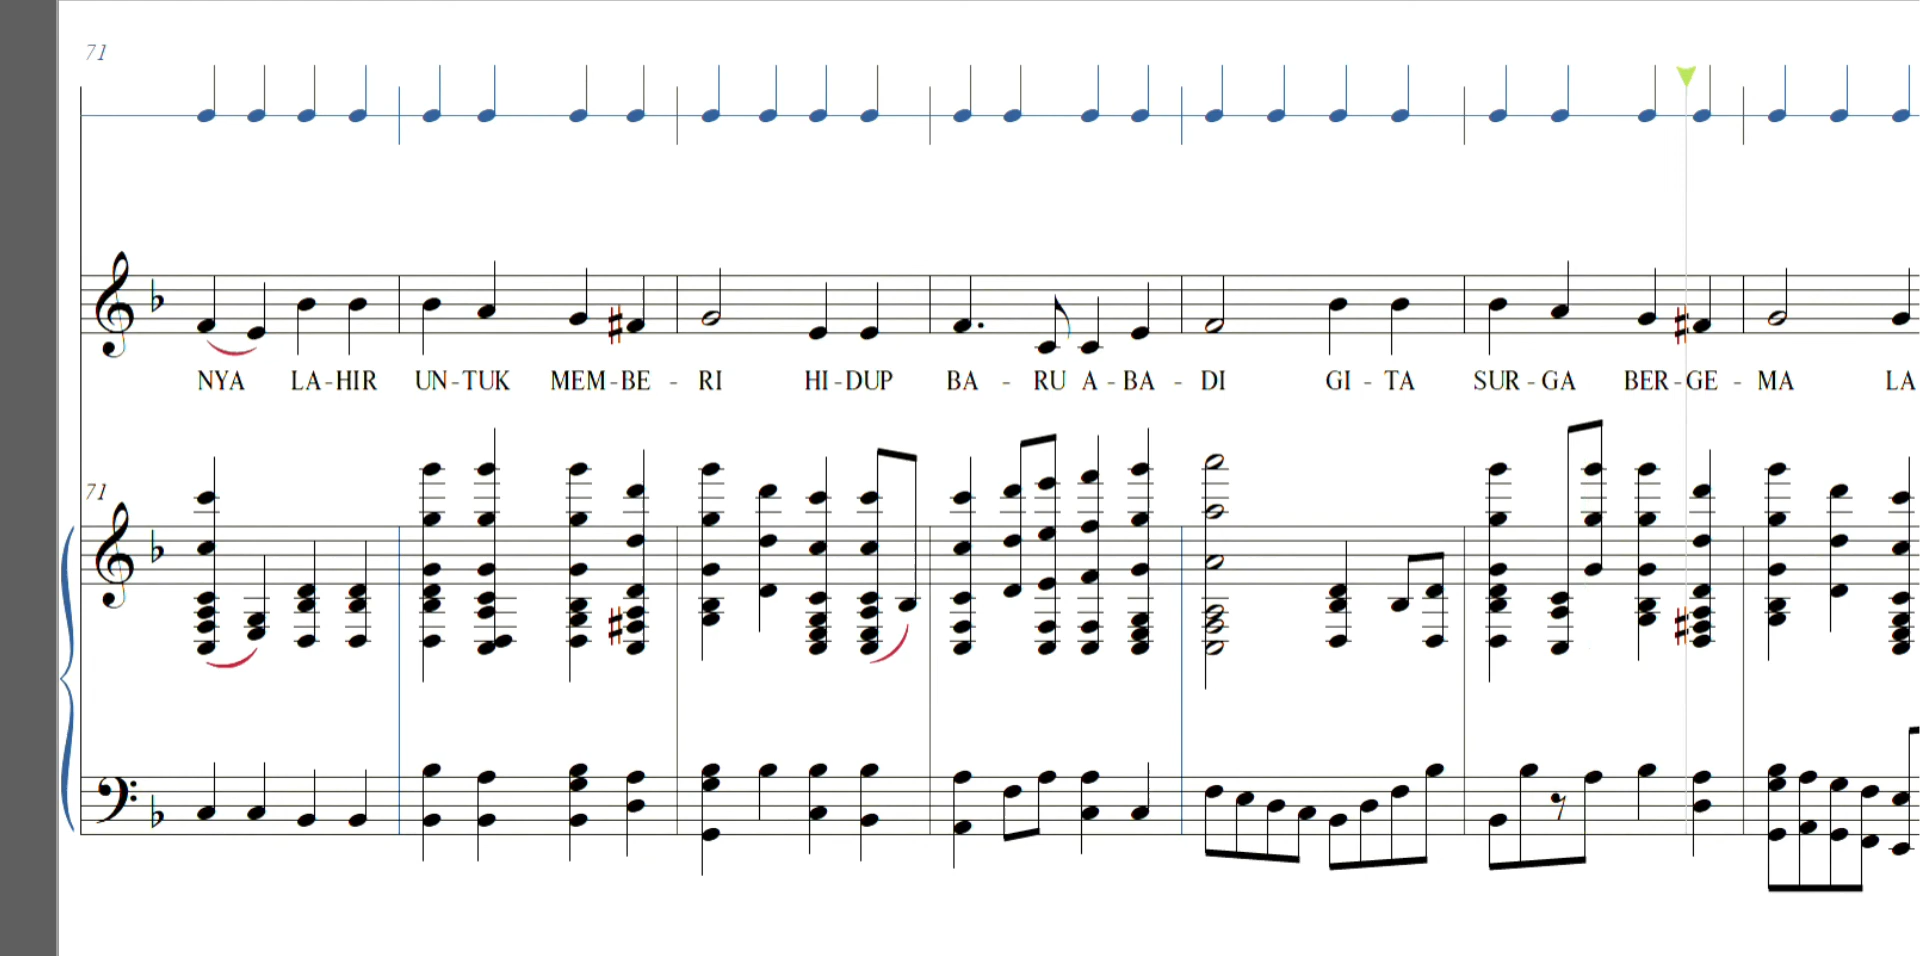 71
NYA LA-HIR UN-TUK MEM-BE - RI HI-DUP BA - RU A-BA - DI GI - TA SUR-GA BER-GE - MA LA
71